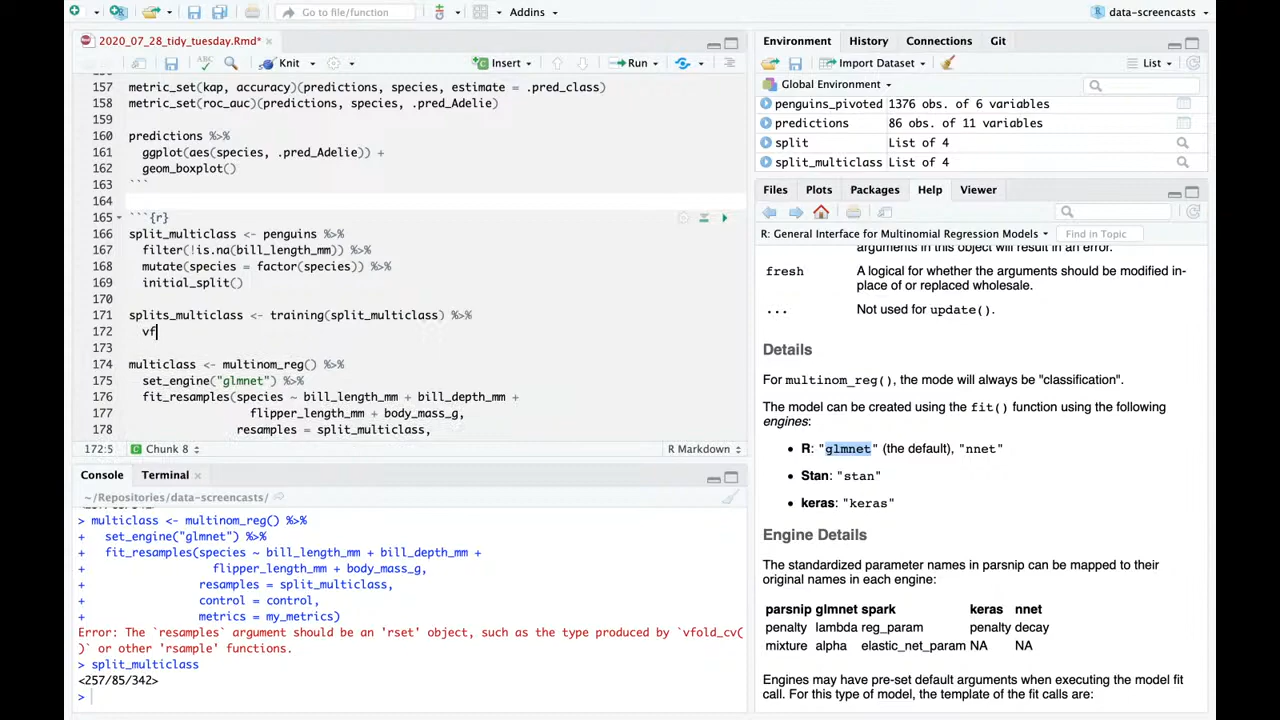 Go to file/function
Addins
data-screencasts
2020_07_28_tidy_tuesday.Rmd*
ABC
Knit
Insert
Run
157 metric_set(kap, accuracy)(predictions, species, estimate = .pred_class)
158 metric_set(roc_auc)(predictions, species, .pred_Adelie)
159
160 predictions %>%
161 ggplot(aes(species, .pred_Adelie)) +
162 geom_boxplot()
163 ```
164
165 ```{r}
166 split_multiclass <- penguins %>%
167 filter(!is.na(bill_length_mm)) %>%
168 mutate(species = factor(species)) %>%
169 initial_split()
170
171 splits_multiclass <- training(split_multiclass) %>%
172 vf
173
174 multiclass <- multinom_reg() %>%
175 set_engine("glmnet") %>%
176 fit_resamples(species ~ bill_length_mm + bill_depth_mm +
177 flipper_length_mm + body_mass_g,
178 resamples = split_multiclass,
172:5 Chunk 8 R Markdown
Console Terminal
~/Repositories/data-screencasts/
<257/85/342>
> multiclass <- multinom_reg() %>%
+ set_engine("glmnet") %>%
+ fit_resamples(species ~ bill_length_mm + bill_depth_mm +
+ flipper_length_mm + body_mass_g,
+ resamples = split_multiclass,
+ control = control,
+ metrics = my_metrics)
Error: The `resamples` argument should be an 'rset' object, such as the type produced by `vfold_cv(
)` or other 'rsample' functions.
> split_multiclass
<257/85/342>
>
Environment History Connections Git
Import Dataset List
Global Environment
penguins_pivoted 1376 obs. of 6 variables
predictions 86 obs. of 11 variables
split List of 4
split_multiclass List of 4
Files Plots Packages Help Viewer
R: General Interface for Multinomial Regression Models Find in Topic
arguments in this object will result in an error.
fresh A logical for whether the arguments should be modified in-
place of or replaced wholesale.
... Not used for update().
Details
For multinom_reg(), the mode will always be "classification".
The model can be created using the fit() function using the following
engines:
• R: "glmnet" (the default), "nnet"
• Stan: "stan"
• keras: "keras"
Engine Details
The standardized parameter names in parsnip can be mapped to their
original names in each engine:
parsnip glmnet spark keras nnet
penalty lambda reg_param penalty decay
mixture alpha elastic_net_param NA NA
Engines may have pre-set default arguments when executing the model fit
call. For this type of model, the template of the fit calls are: